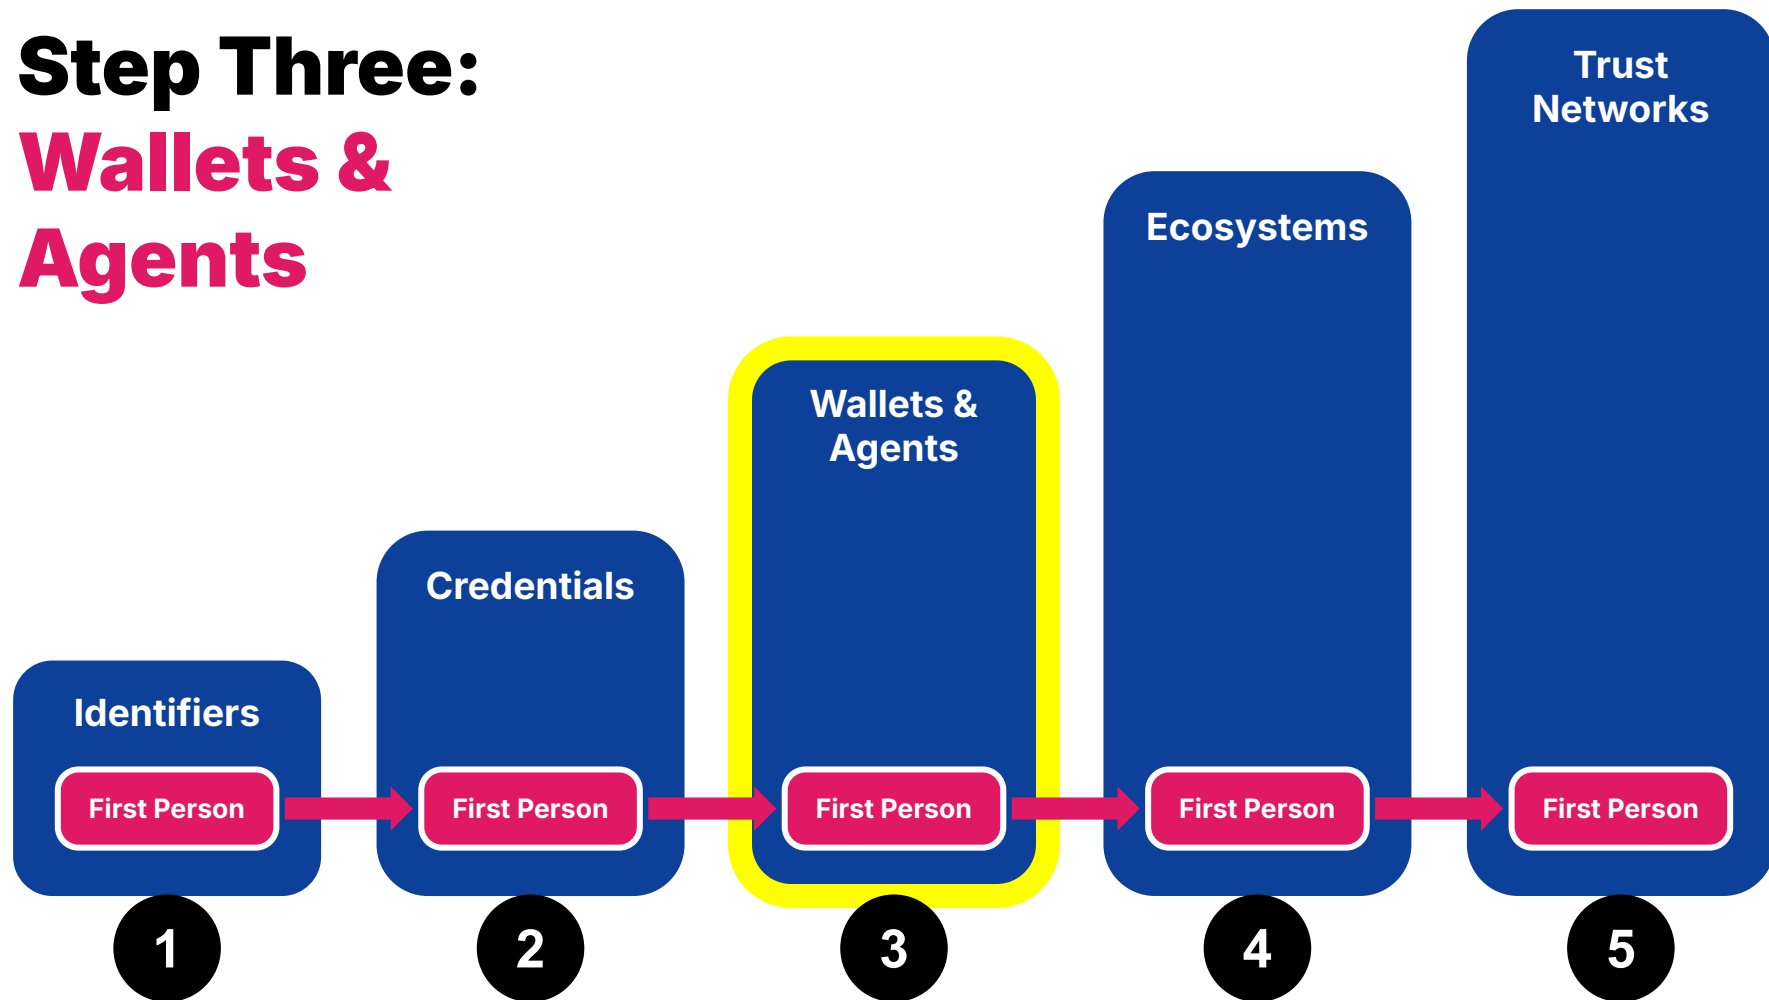 Step Three:
Wallets &
Agents
Identifiers
First Person
1
Credentials
First Person
2
Wallets &
Agents
First Person
3
Ecosystems
First Person
4
Trust
Networks
First Person
5